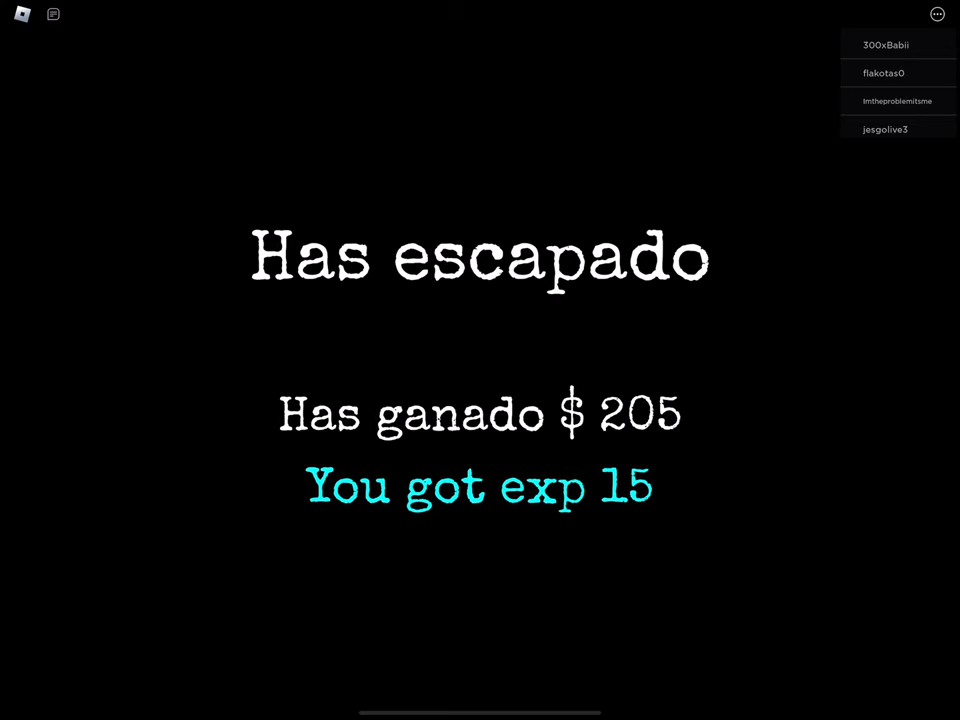 300xBabii
flakotas0
Imtheproblemitsme
jesgolive3
Has escapado
Has ganado $ 205
You got exp 15